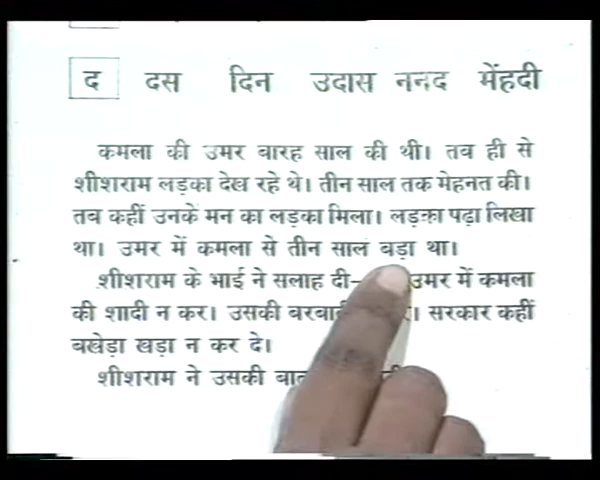 द दस दिन उदास ननद मेंहदी
कमला की उमर बारह साल की थी। तब ही से
शीशराम लड़का देख रहे थे। तीन साल तक मेहनत की।
तब कहीं उनके मन का लड़का मिला। लड़का पढ़ा लिखा
था। उमर में कमला से तीन साल बड़ा था।
शीशराम के भाई ने सलाह दी- उमर में कमला
की शादी न कर। उसकी सरकार कहीं
बखेड़ा खड़ा न कर दे।
शीशराम ने उसकी